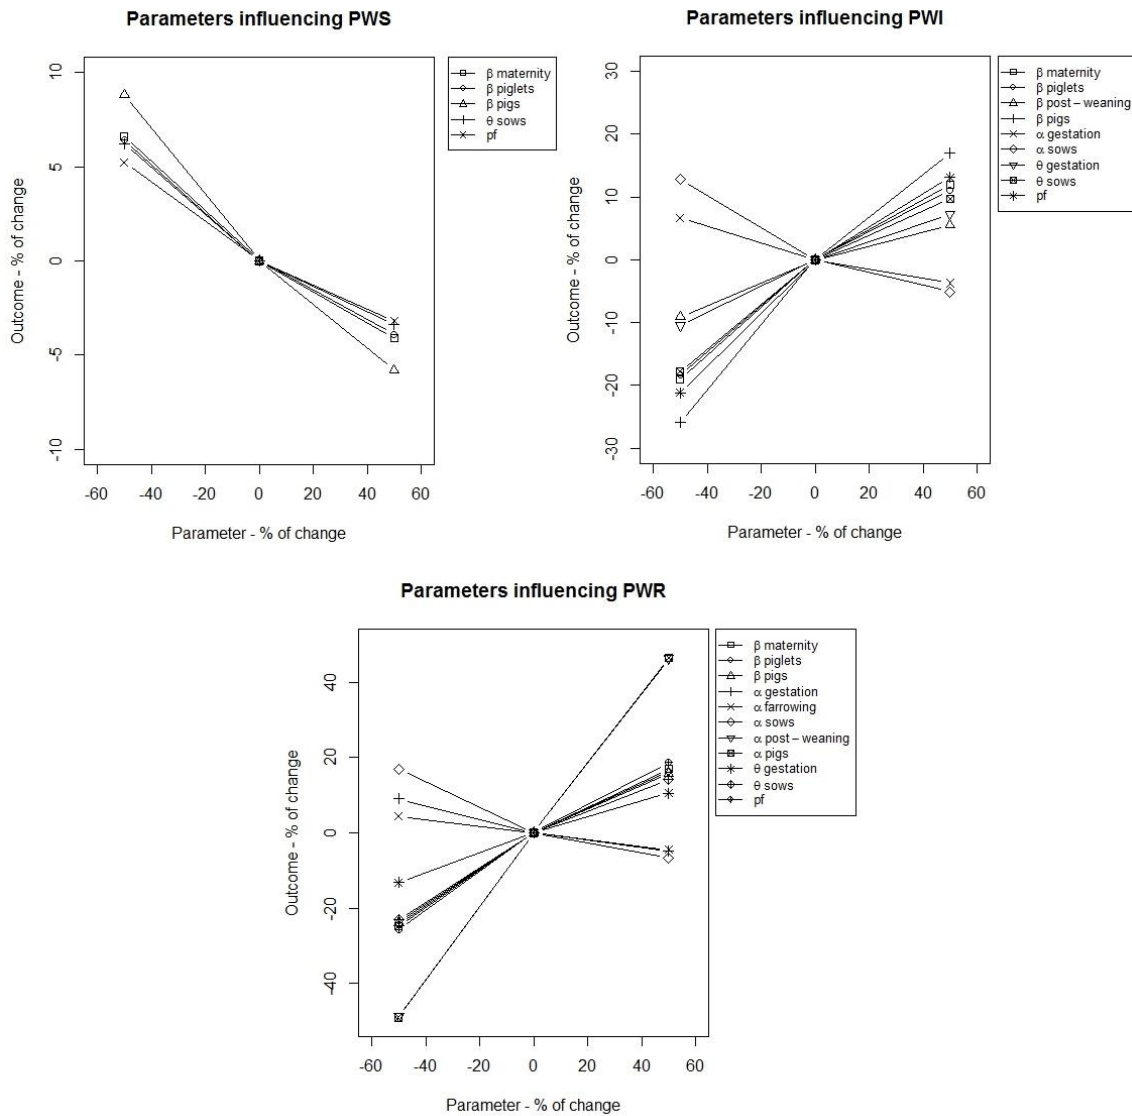 Parameters influencing PWS
Outcome - % of change
10
5
0
-5
-10
-60 -40 -20 0 20 40 60
Parameter - % of change
β maternity
β piglets
β pigs
θ sows
pf
Parameters influencing PWI
Outcome - % of change
30
20
10
0
-10
-20
-30
-60 -40 -20 0 20 40 60
Parameter - % of change
β maternity
β piglets
β post – weaning
β pigs
α gestation
α sows
θ gestation
θ sows
pf
Parameters influencing PWR
Outcome - % of change
40
20
0
-20
-40
-60 -40 -20 0 20 40 60
Parameter - % of change
β maternity
β piglets
β pigs
α gestation
α farrowing
α sows
α post – weaning
α pigs
θ gestation
θ sows
pf